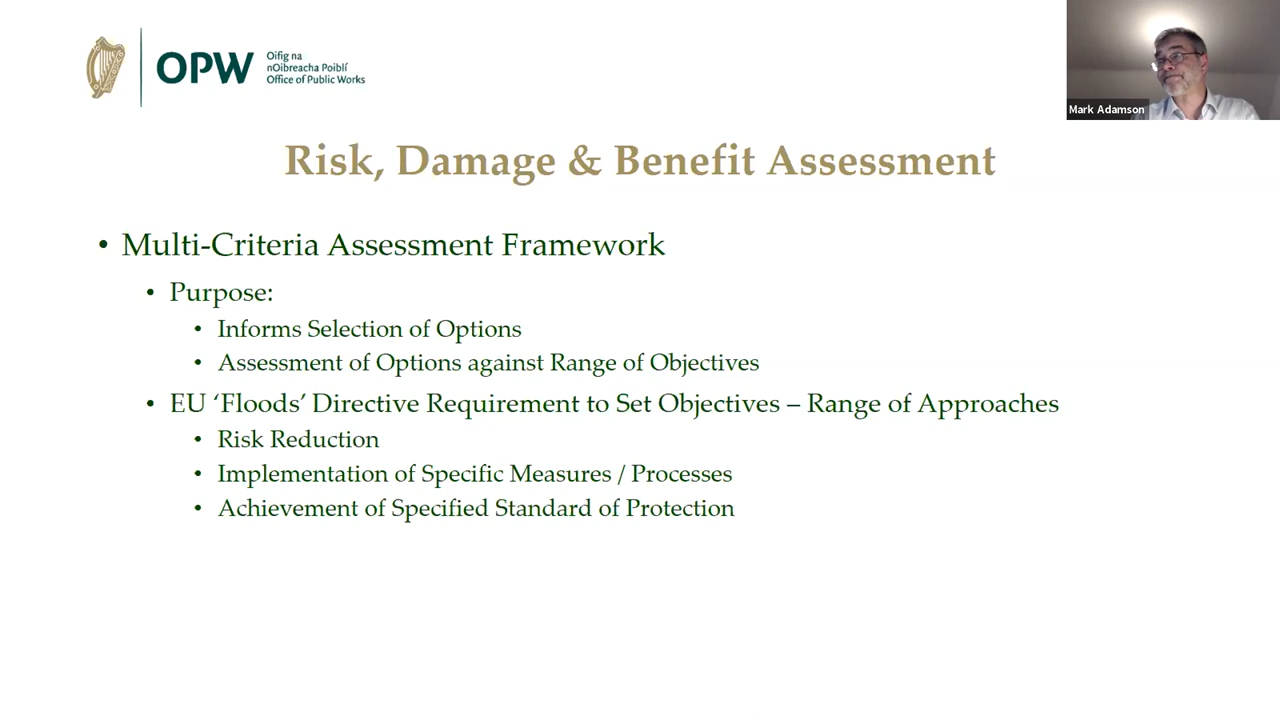 OPW
Oifig na
nOibreacha Poiblí
Office of Public Works
Mark Adamson
Risk, Damage & Benefit Assessment
• Multi-Criteria Assessment Framework
• Purpose:
• Informs Selection of Options
• Assessment of Options against Range of Objectives
• EU ‘Floods’ Directive Requirement to Set Objectives – Range of Approaches
• Risk Reduction
• Implementation of Specific Measures / Processes
• Achievement of Specified Standard of Protection